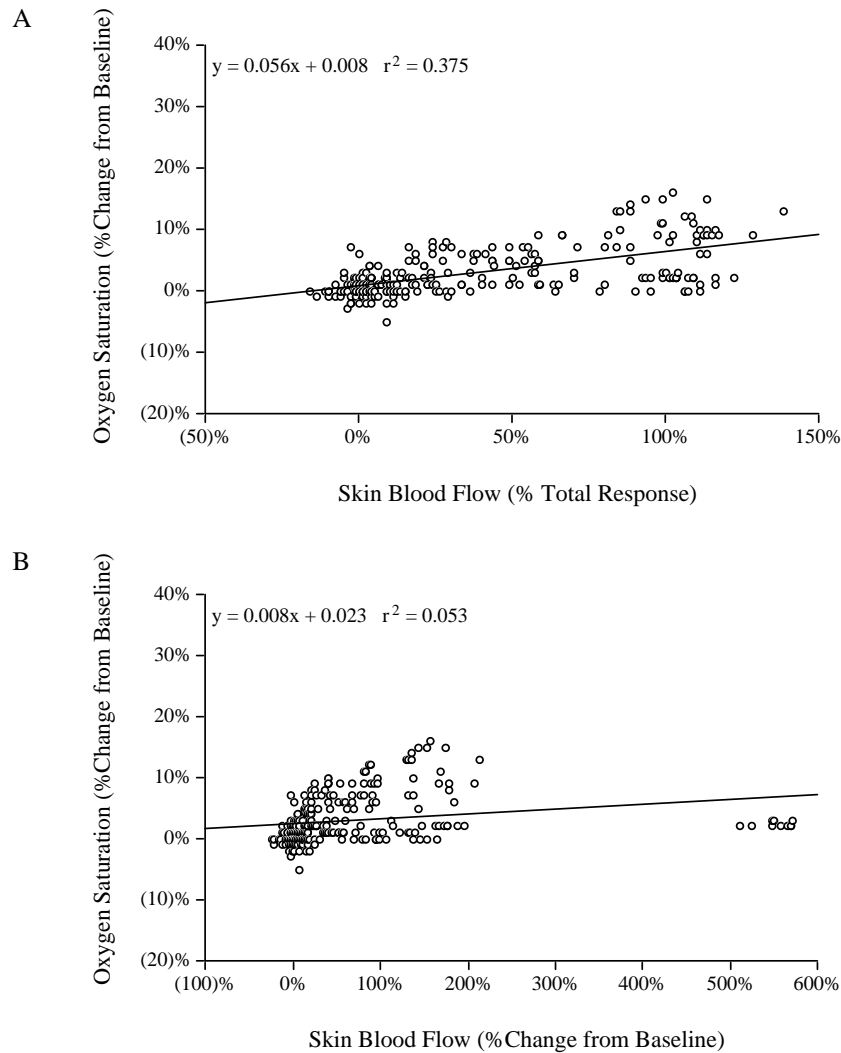 A
Oxygen Saturation (%Change from Baseline)
40%
y = 0.056x + 0.008 r² = 0.375
30%
20%
10%
0%
(10)%
(20)%
(50)% 0% 50% 100% 150%
Skin Blood Flow (% Total Response)
B
Oxygen Saturation (%Change from Baseline)
40%
y = 0.008x + 0.023 r² = 0.053
30%
20%
10%
0%
(10)%
(20)%
(100)% 0% 100% 200% 300% 400% 500% 600%
Skin Blood Flow (%Change from Baseline)